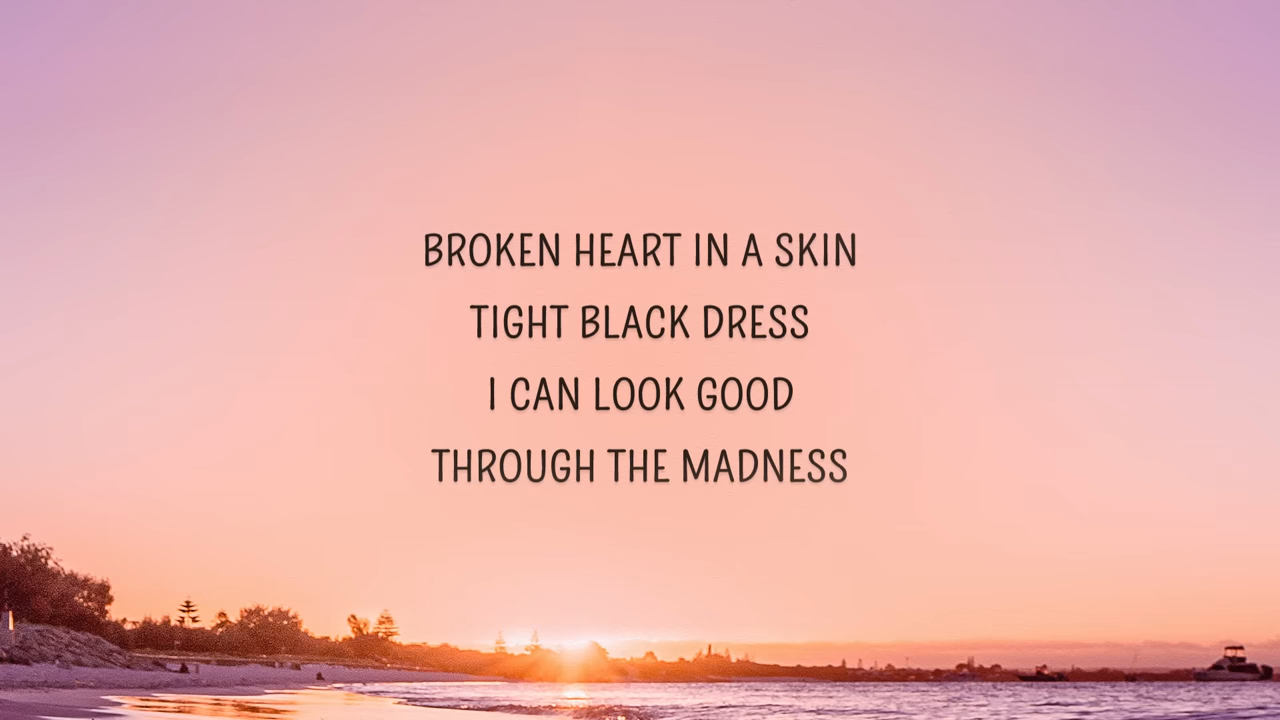 BROKEN HEART IN A SKIN
TIGHT BLACK DRESS
I CAN LOOK GOOD
THROUGH THE MADNESS